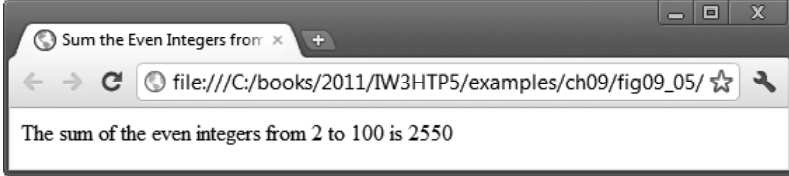 Sum the Even Integers from
file:///C:/books/2011/IW3HTP5/examples/ch09/fig09_05/
The sum of the even integers from 2 to 100 is 2550